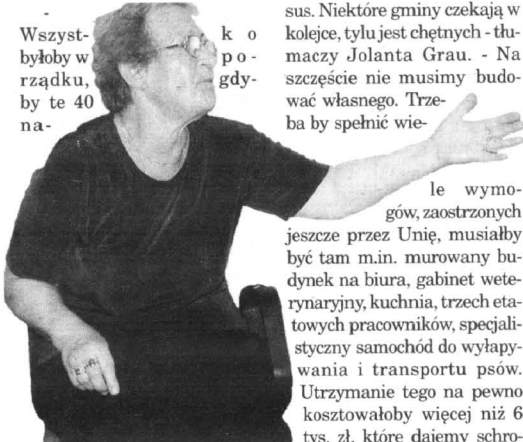 -
Wszyst- k o
byłoby w p o -
rządku, gdy-
by te 40
na-
sus. Niektóre gminy czekają w
kolejce, tylu jest chętnych - tłu-
maczy Jolanta Grau. - Na
szczęście nie musimy budo-
wać własnego. Trze-
ba by spełnić wie-
le wymo-
gów, zaostrzonych
jeszcze przez Unię, musiałby
być tam m.in. murowany bu-
dynek na biura, gabinet wete-
rynaryjny, kuchnia, trzech eta-
towych pracowników, specjali-
styczny samochód do wyłapy-
wania i transportu psów.
Utrzymanie tego na pewno
kosztowałoby więcej niż 6
tys. zł, które dajemy schro-